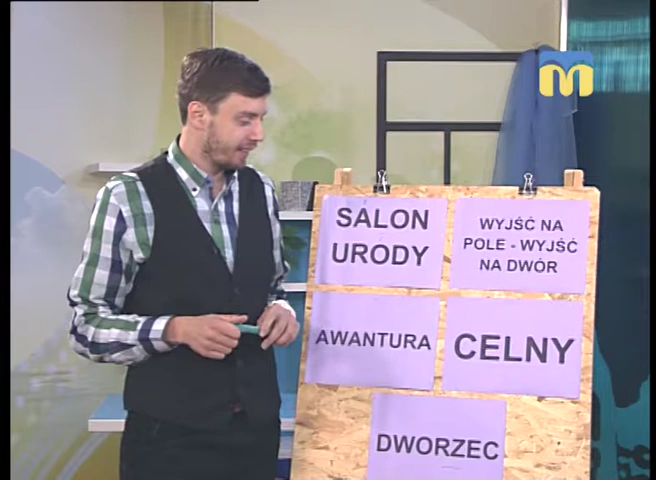 M
SALON
URODY
WYJŚĆ NA
POLE - WYJŚĆ
NA DWÓR
AWANTURA
CELNY
DWORZEC